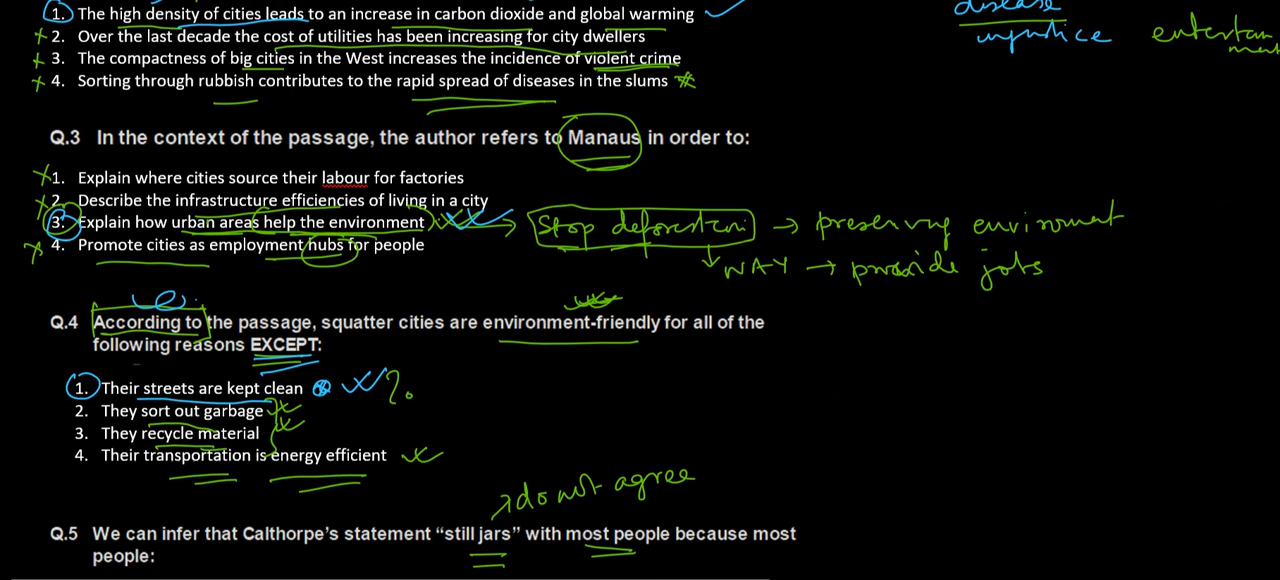 disease
1. The high density of cities leads to an increase in carbon dioxide and global warming
injustice entertainment
2. Over the last decade the cost of utilities has been increasing for city dwellers
3. The compactness of big cities in the West increases the incidence of violent crime
4. Sorting through rubbish contributes to the rapid spread of diseases in the slums
Q.3 In the context of the passage, the author refers to Manaus in order to:
1. Explain where cities source their labour for factories
2. Describe the infrastructure efficiencies of living in a city
3. Explain how urban areas help the environment → Stop deforestan → preservy enviroment
4. Promote cities as employment hubs for people
↓ WAY → provide jobs
Q.4 According to the passage, squatter cities are environment-friendly for all of the
following reasons EXCEPT:
1. Their streets are kept clean
2. They sort out garbage
3. They recycle material
4. Their transportation is energy efficient
do not agree
Q.5 We can infer that Calthorpe's statement “still jars” with most people because most
people: